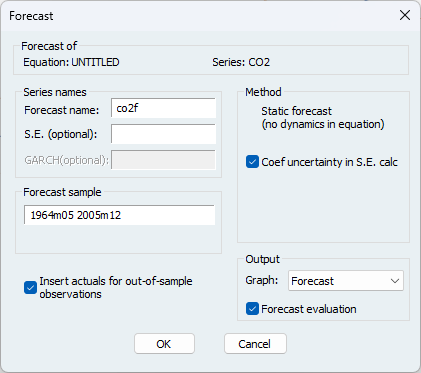 Forecast
Forecast of
Equation: UNTITLED Series: CO2
Series names
Forecast name: co2f
S.E. (optional):
GARCH(optional):
Forecast sample
1964m05 2005m12
Insert actuals for out-of-sample
observations
Method
Static forecast
(no dynamics in equation)
Coef uncertainty in S.E. calc
Output
Graph: Forecast
Forecast evaluation
OK Cancel